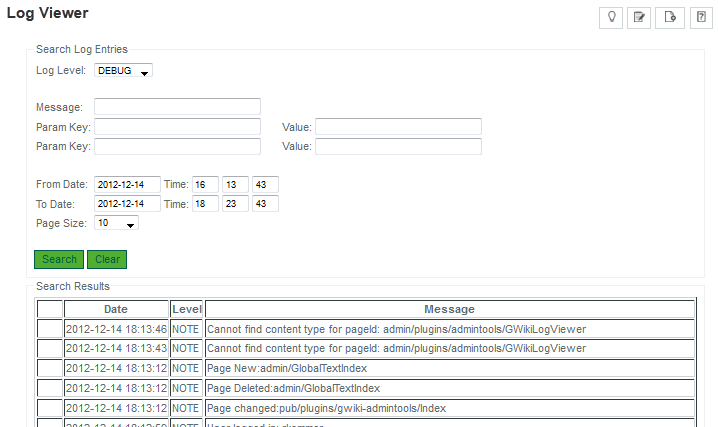 Log Viewer
Search Log Entries
Log Level: DEBUG
Message:
Param Key: Value:
Param Key: Value:
From Date: 2012-12-14 Time: 16 13 43
To Date: 2012-12-14 Time: 18 23 43
Page Size: 10
Search Clear
Search Results
Date Level Message
2012-12-14 18:13:46 NOTE Cannot find content type for pageId: admin/plugins/admintools/GWikiLogViewer
2012-12-14 18:13:43 NOTE Cannot find content type for pageId: admin/plugins/admintools/GWikiLogViewer
2012-12-14 18:13:12 NOTE Page New:admin/GlobalTextIndex
2012-12-14 18:13:12 NOTE Page Deleted:admin/GlobalTextIndex
2012-12-14 18:13:12 NOTE Page changed:pub/plugins/gwiki-admintools/Index